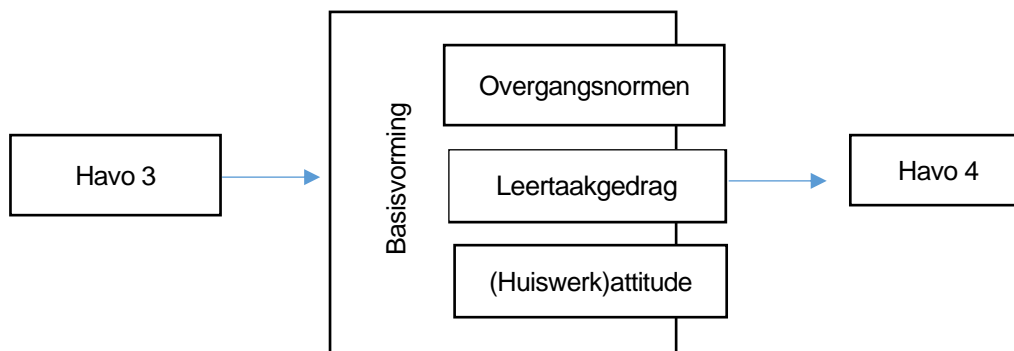 Havo 3
Basisvorming
Overgangsnormen
Leertaakgedrag
(Huiswerk)attitude
Havo 4